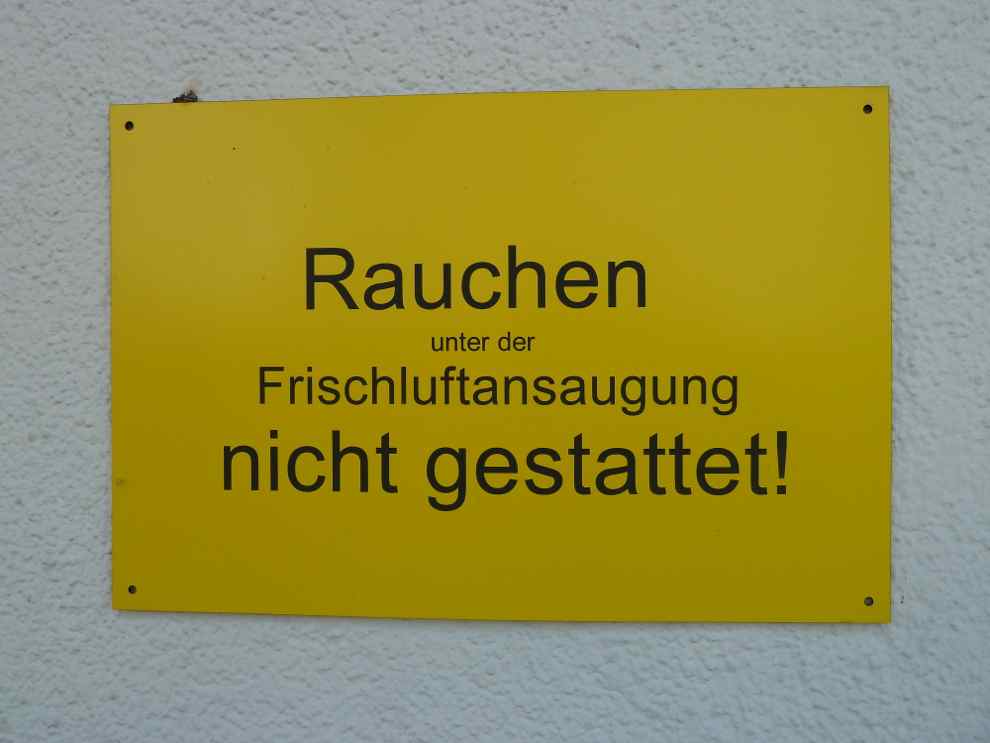 Rauchen
unter der
Frischluftansaugung
nicht gestattet!